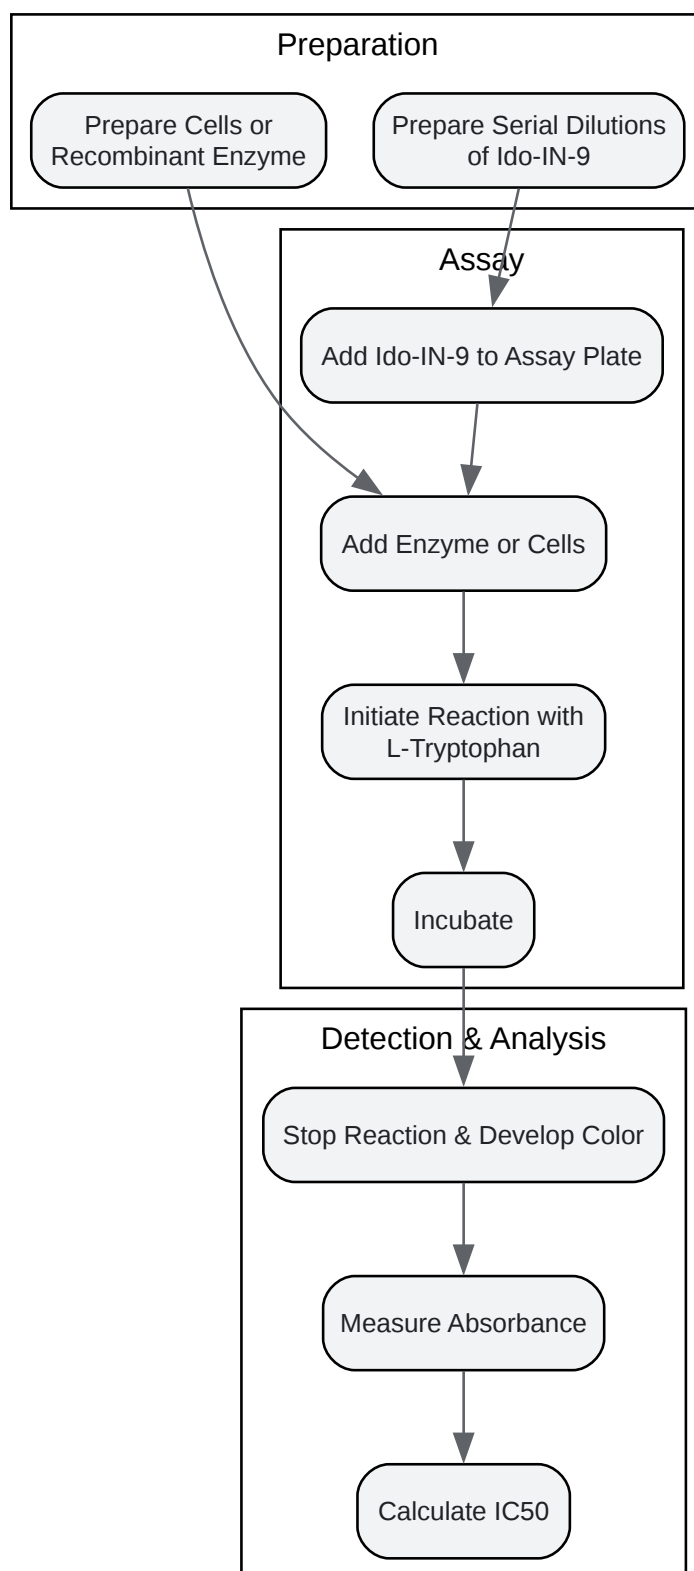 Preparation
Prepare Cells or
Recombinant Enzyme
Prepare Serial Dilutions
of Ido-IN-9
Assay
Add Ido-IN-9 to Assay Plate
Add Enzyme or Cells
Initiate Reaction with
L-Tryptophan
Incubate
Detection & Analysis
Stop Reaction & Develop Color
Measure Absorbance
Calculate IC50